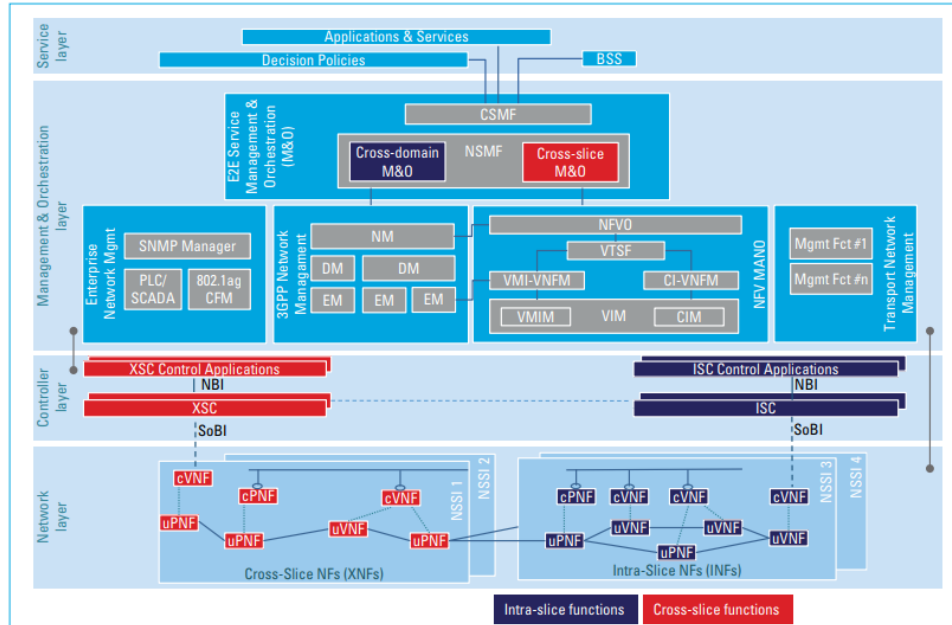 Service
layer
Applications & Services
Decision Policies
BSS
Management & Orchestration
layer
E2E Service
Management &
Orchestration
(M&O)
CSMF
NSMF
Cross-domain
M&O
Cross-slice
M&O
Enterprise
Network Mgmt
SNMP Manager
PLC/
SCADA
802.1ag
CFM
3GPP Network
Managament
NM
DM
DM
EM
EM
EM
NFVO
VTSF
VMI-VNFM
CI-VNFM
VMIM
VIM
CIM
NFV MANO
Mgmt Fct #1
Mgmt Fct #n
Transport Network
Management
Controller
layer
XSC Control Applications
NBI
XSC
SoBI
ISC Control Applications
NBI
ISC
SoBI
Network
layer
cVNF
cPNF
cVNF
uPNF
uPNF
uVNF
uPNF
NSSI 1
NSSI 2
Cross-Slice NFs (XNFs)
cPNF
cVNF
cVNF
cVNF
uPNF
uVNF
uPNF
uVNF
uVNF
NSSI 3
NSSI 4
Intra-Slice NFs (INFs)
Intra-slice functions
Cross-slice functions